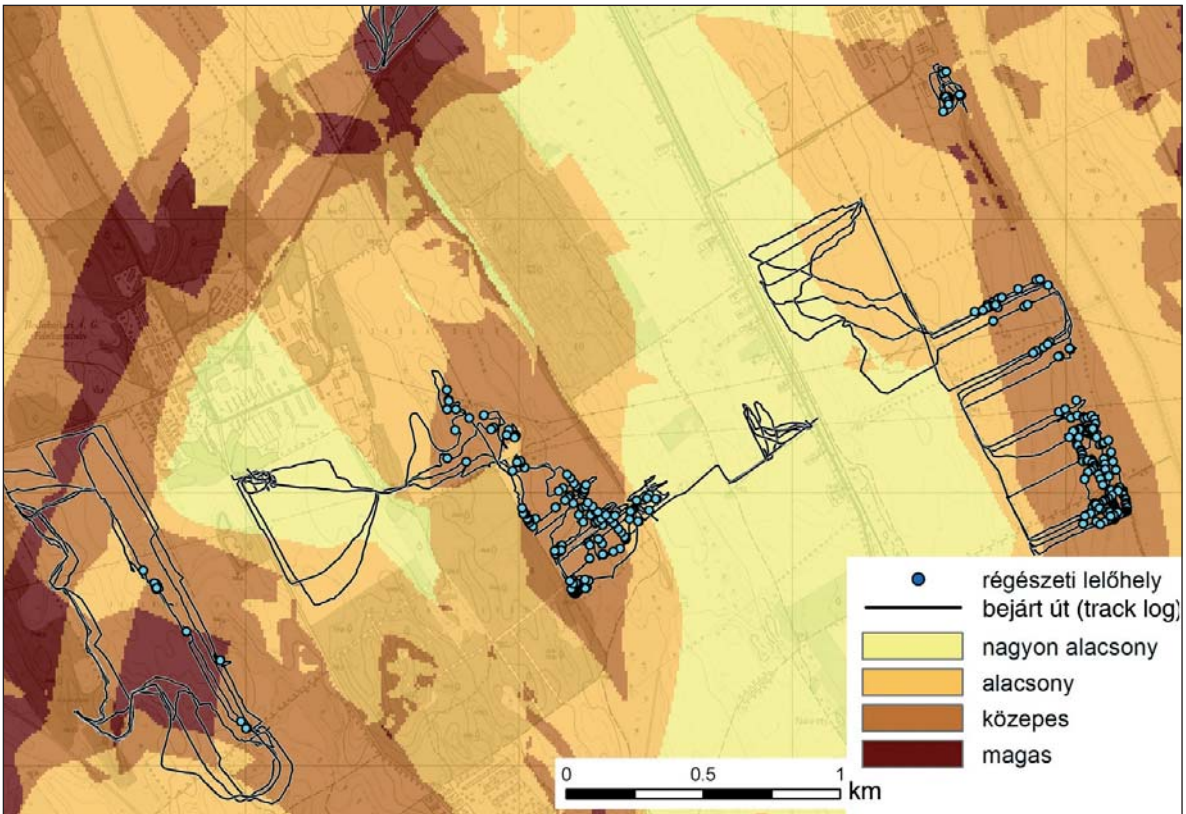 régészeti lelőhely
bejárt út (track log)
nagyon alacsony
alacsony
közepes
magas
0 0.5 1
km